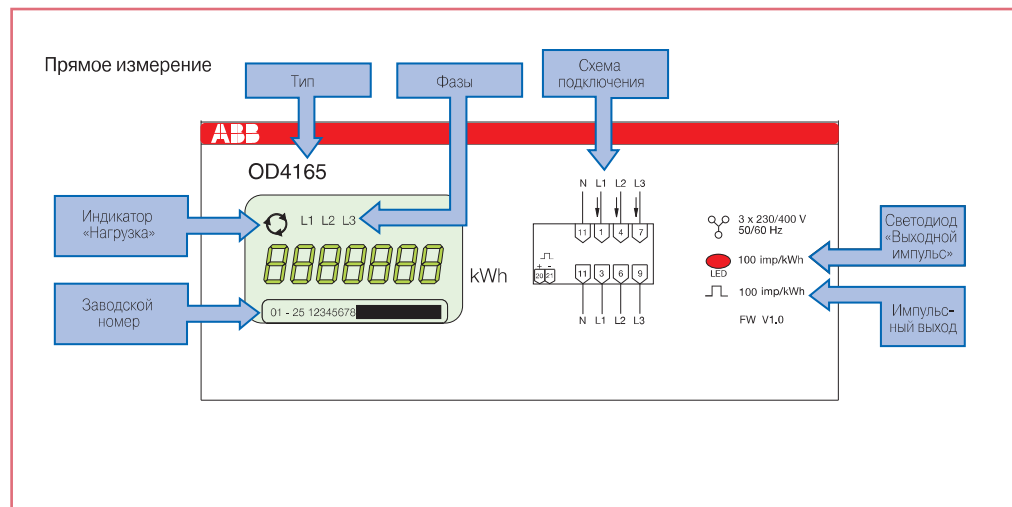 Прямое измерение
Тип
Фазы
Схема
подключения
ABB
OD4165
Индикатор
«Нагрузка»
L1 L2 L3
kWh
Заводской
номер
01 - 25 12345678
N L1 L2 L3
11 1 4 7
+ -
20 21
11 3 6 9
N L1 L2 L3
3 x 230/400 V
50/60 Hz
100 imp/kWh
LED
100 imp/kWh
FW V1.0
Светодиод
«Выходной
импульс»
Импульс-
ный выход